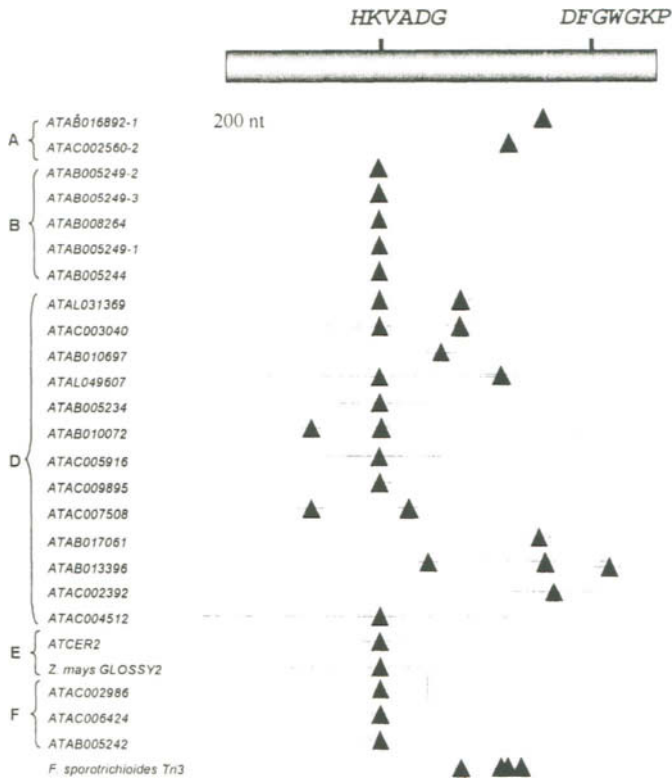 HKVADG DFGWGKP
200 nt
A
ATAB016892-1
ATAC002560-2
B
ATAB005249-2
ATAB005249-3
ATAB008264
ATAB005249-1
ATAB005244
D
ATAL031369
ATAC003040
ATAB010697
ATAL049607
ATAB005234
ATAB010072
ATAC005916
ATAC009895
ATAC007508
ATAB017061
ATAB013396
ATAC002392
ATAC004512
E
ATCER2
Z. mays GLOSSY2
F
ATAC002986
ATAC006424
ATAB005242
F. sporotrichioides Tri3